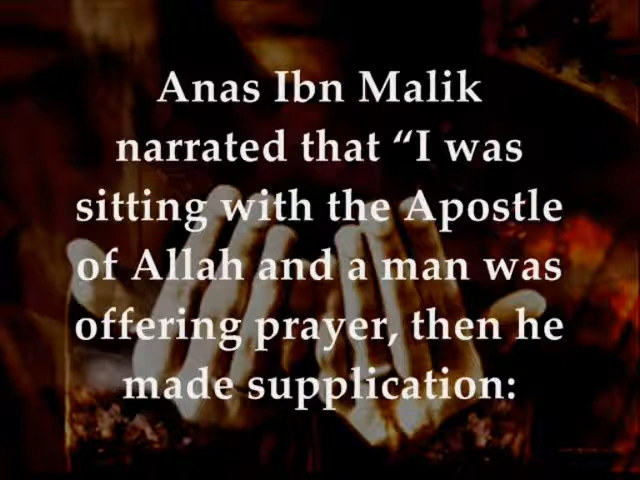 Anas Ibn Malik
narrated that “I was
sitting with the Apostle
of Allah and a man was
offering prayer, then he
made supplication: